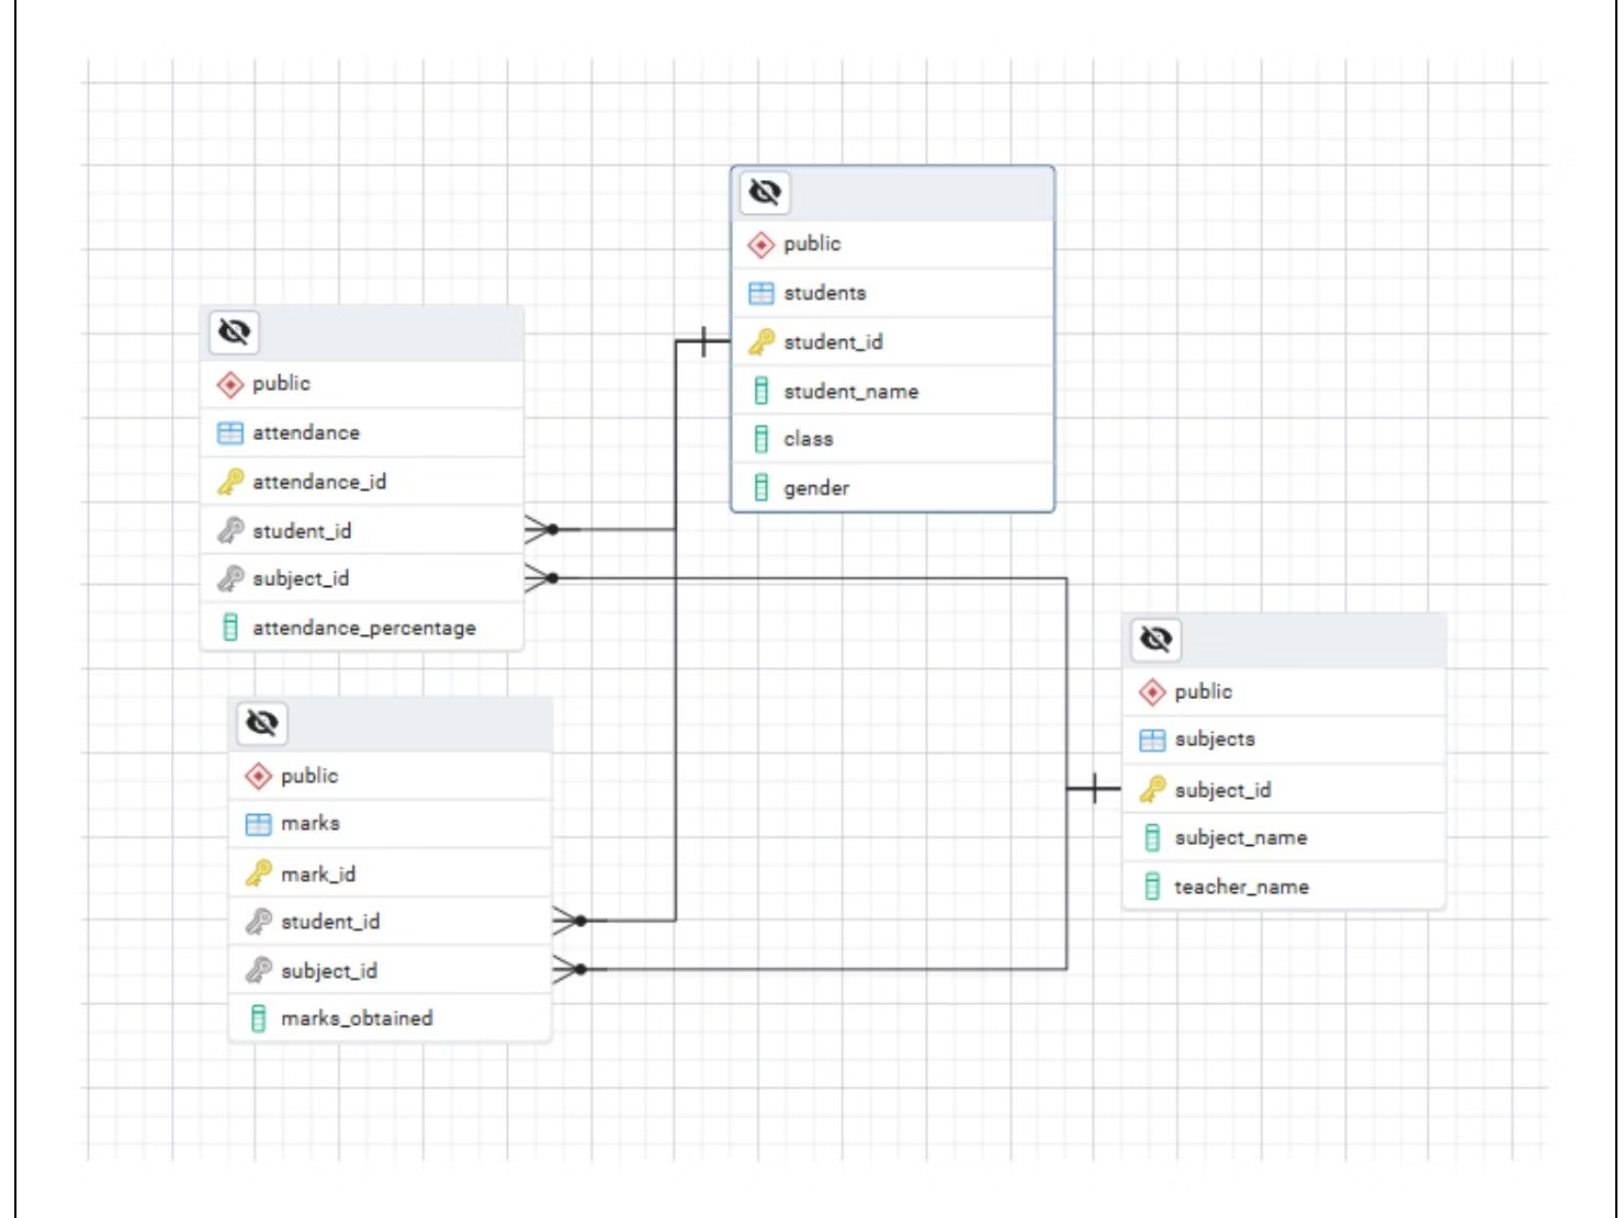 public
students
student_id
student_name
class
gender
public
attendance
attendance_id
student_id
subject_id
attendance_percentage
public
subjects
subject_id
subject_name
teacher_name
public
marks
mark_id
student_id
subject_id
marks_obtained